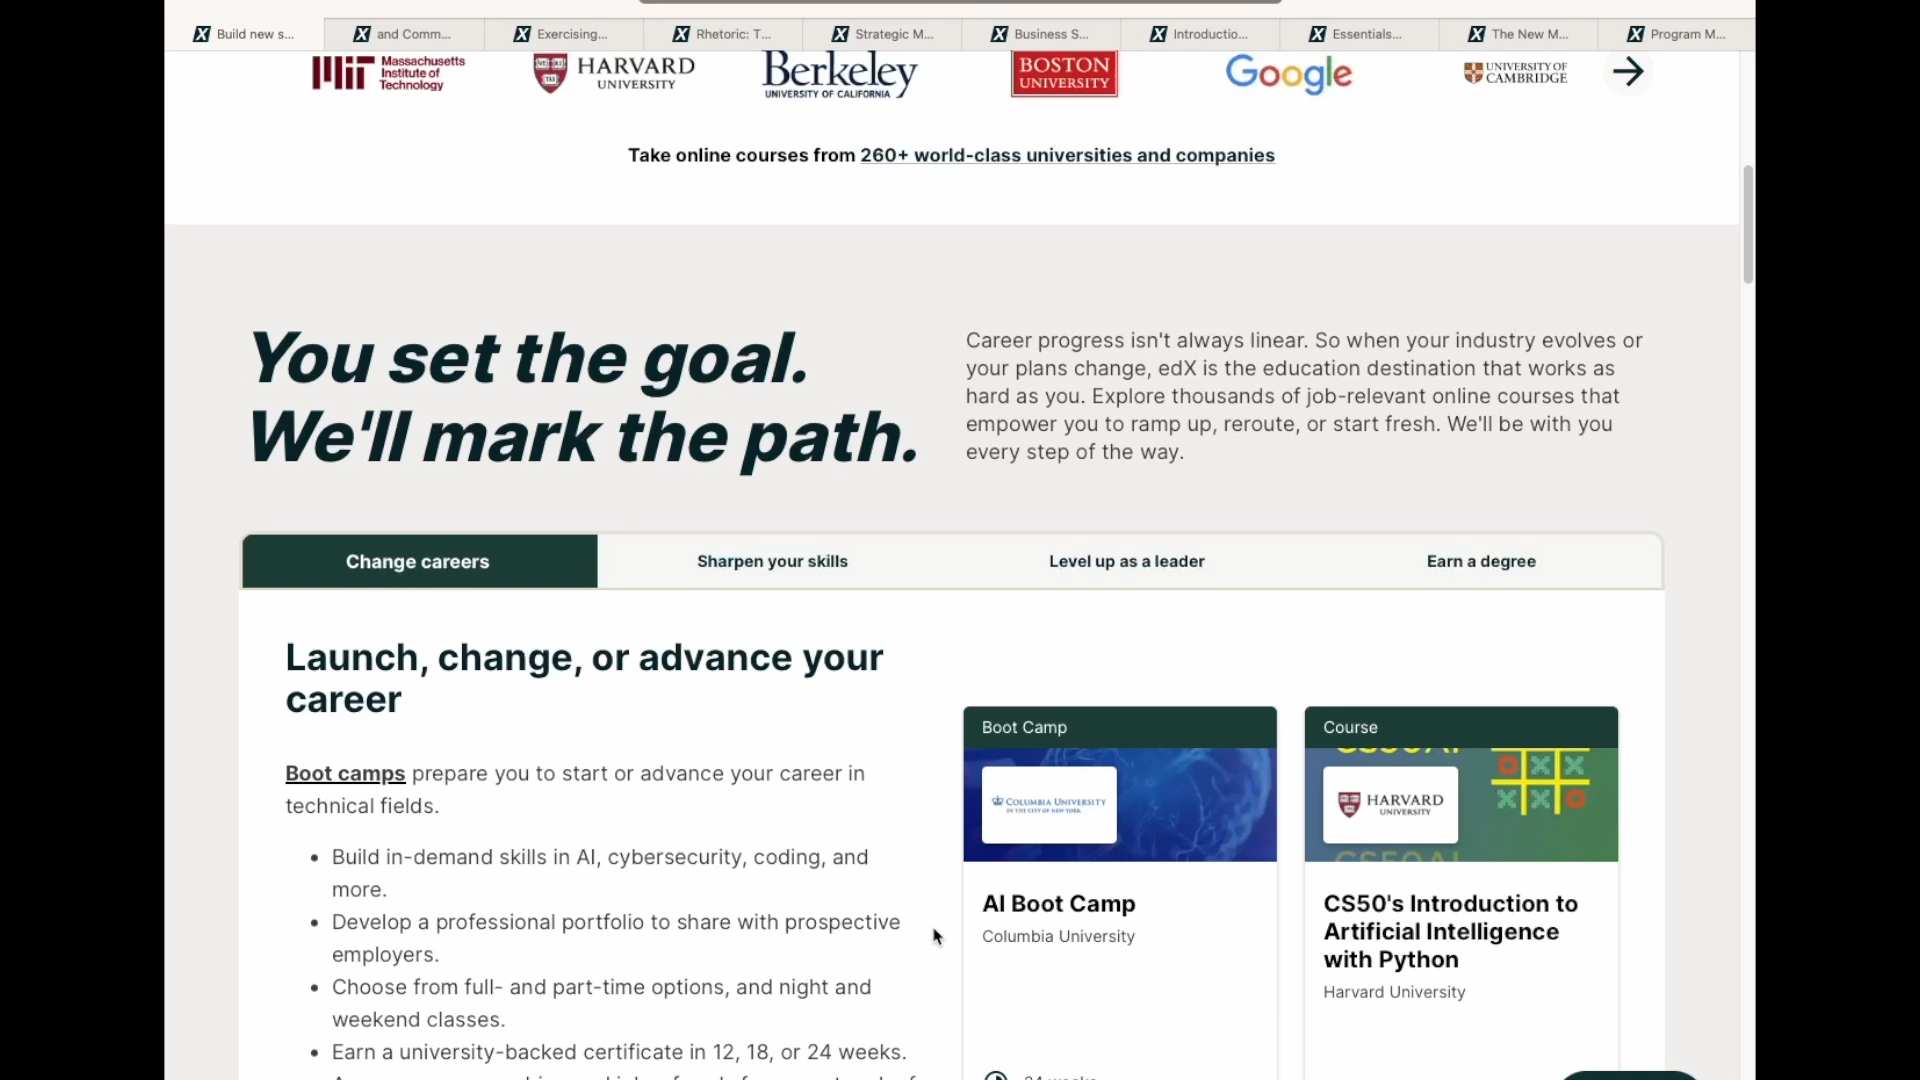 Build new s...
and Comm...
Exercising...
Rhetoric: T...
Strategic M...
Business S...
Introductio...
Essentials...
The New M...
Program M...
Massachusetts
Institute of
Technology
HARVARD
UNIVERSITY
Berkeley
UNIVERSITY OF CALIFORNIA
BOSTON
UNIVERSITY
Google
UNIVERSITY OF
CAMBRIDGE
Take online courses from 260+ world-class universities and companies
You set the goal.
We'll mark the path.
Career progress isn't always linear. So when your industry evolves or
your plans change, edX is the education destination that works as
hard as you. Explore thousands of job-relevant online courses that
empower you to ramp up, reroute, or start fresh. We'll be with you
every step of the way.
Change careers
Sharpen your skills
Level up as a leader
Earn a degree
Launch, change, or advance your
career
Boot camps prepare you to start or advance your career in
technical fields.
• Build in-demand skills in AI, cybersecurity, coding, and
more.
• Develop a professional portfolio to share with prospective
employers.
• Choose from full- and part-time options, and night and
weekend classes.
• Earn a university-backed certificate in 12, 18, or 24 weeks.
Boot Camp
COLUMBIA UNIVERSITY
IN THE CITY OF NEW YORK
AI Boot Camp
Columbia University
Course
HARVARD
UNIVERSITY
CS50's Introduction to
Artificial Intelligence
with Python
Harvard University